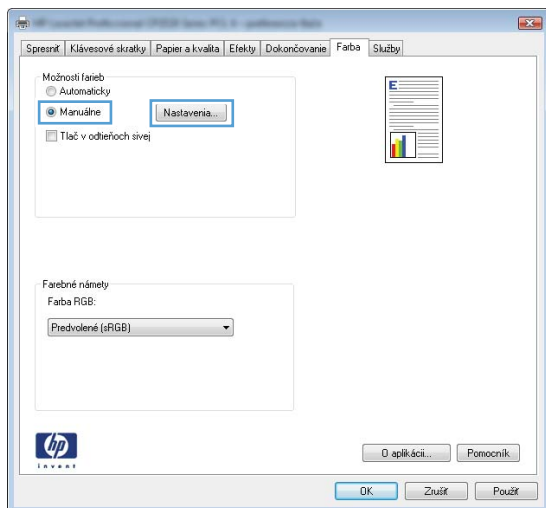 Spresniť Klávesové skratky Papier a kvalita Efekty Dokončovanie Farba Služby
Možnosti farieb
Automaticky
Manuálne Nastavenia...
Tlač v odtieňoch sivej
E
Farebné námety
Farba RGB:
Predvolené (sRGB)
hp
invent
O aplikácii... Pomocník
OK Zrušiť Použiť